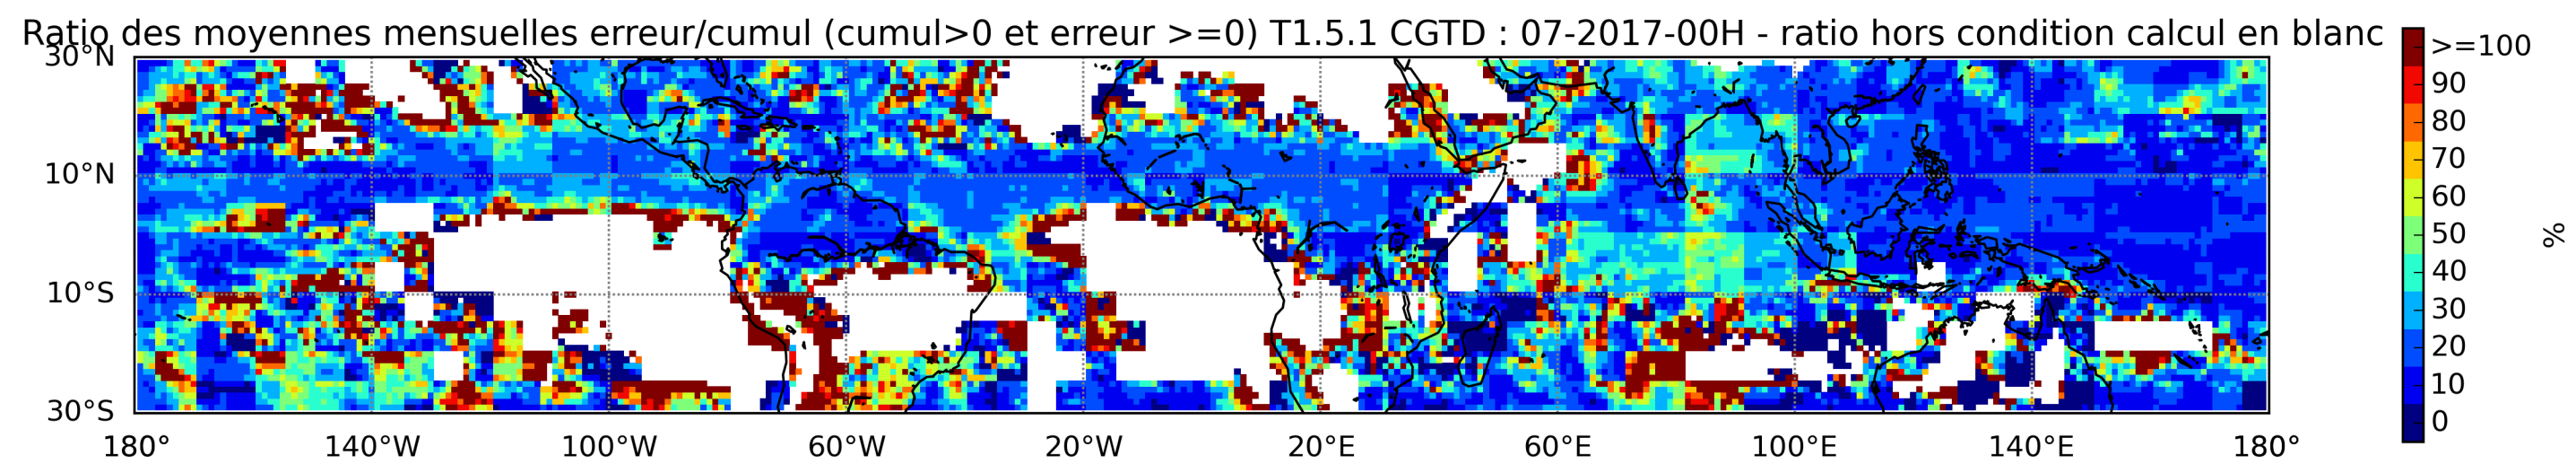 Ratio des moyennes mensuelles erreur/cumul (cumul>0 et erreur >=0) T1.5.1 CGTD : 07-2017-00H - ratio hors condition calcul en blanc
30°N
10°N
10°S
30°S
180°
140°W
100°W
60°W
20°W
20°E
60°E
100°E
140°E
180°
>=100
90
80
70
60
50
40
30
20
10
0
%